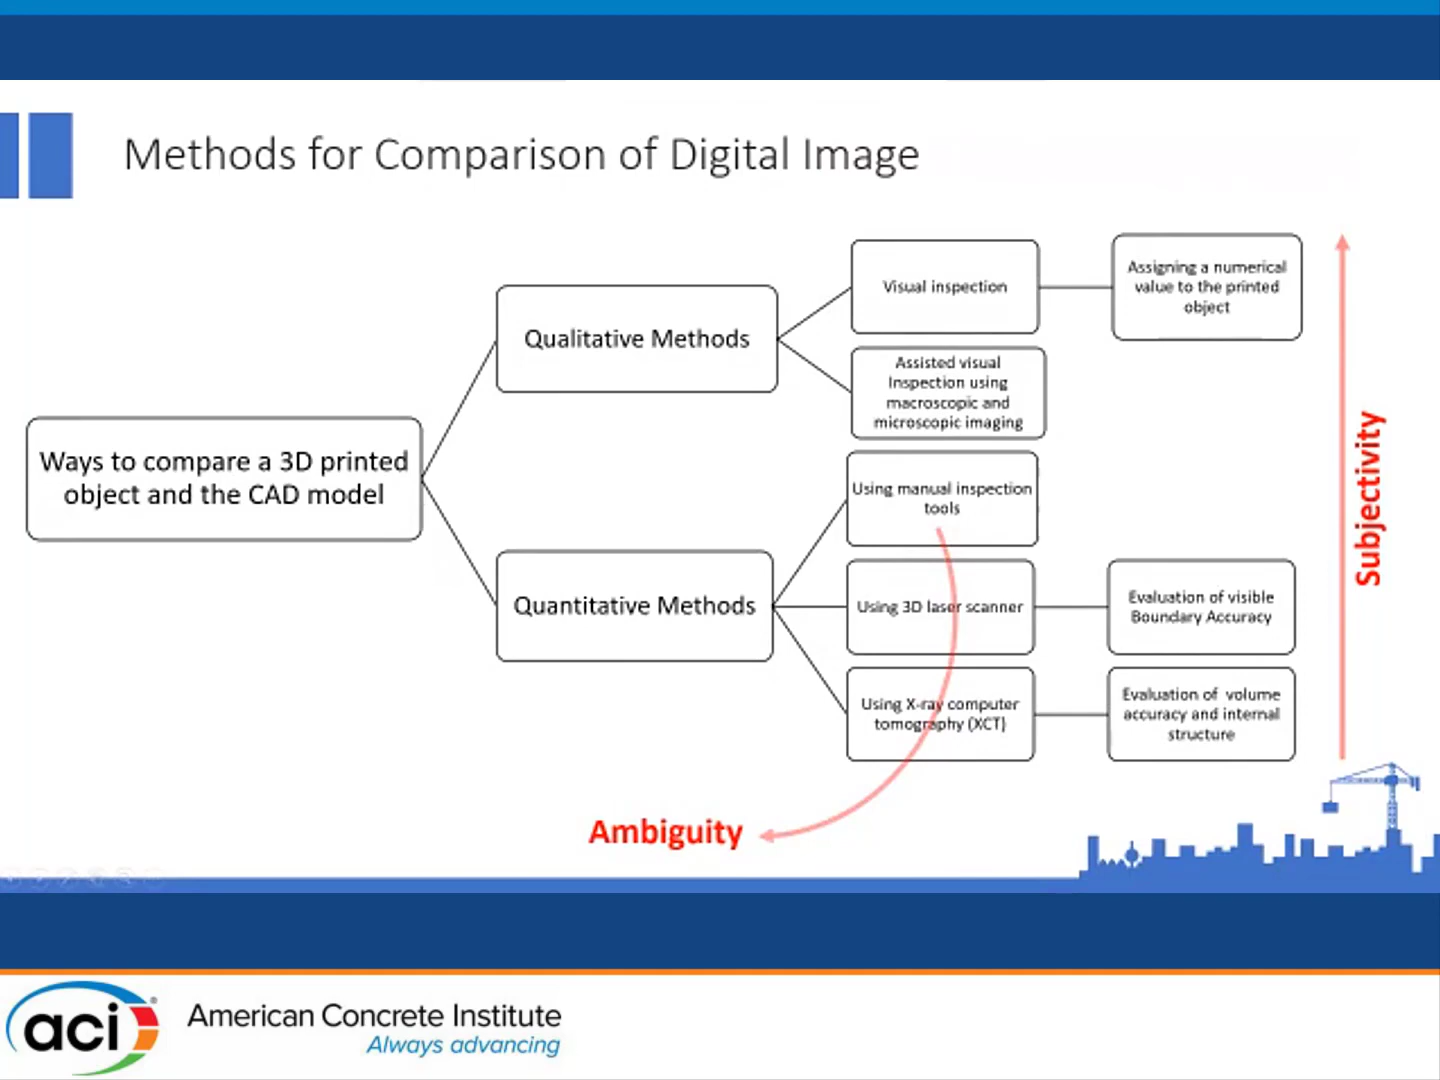 Methods for Comparison of Digital Image
Ways to compare a 3D printed
object and the CAD model
Qualitative Methods
Visual inspection
Assigning a numerical
value to the printed
object
Assisted visual
Inspection using
macroscopic and
microscopic imaging
Quantitative Methods
Using manual inspection
tools
Using 3D laser scanner
Evaluation of visible
Boundary Accuracy
Using X-ray computer
tomography (XCT)
Evaluation of volume
accuracy and internal
structure
Subjectivity
Ambiguity
aci®
American Concrete Institute
Always advancing